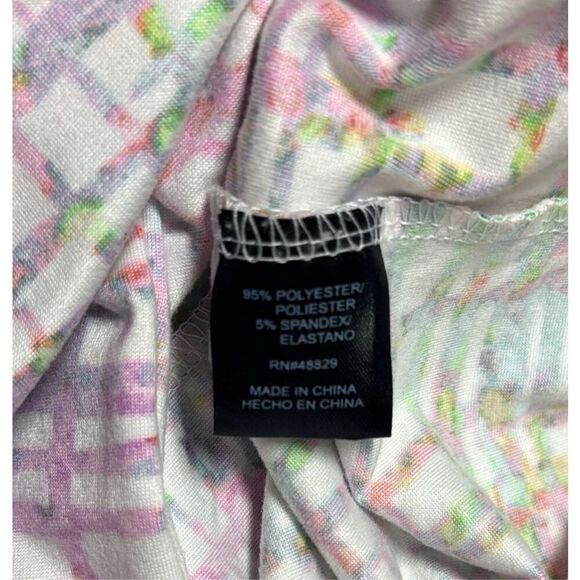 95% POLYESTER/
POLIESTER
5% SPANDEX/
ELASTANO
RN#48829
MADE IN CHINA
HECHO EN CHINA